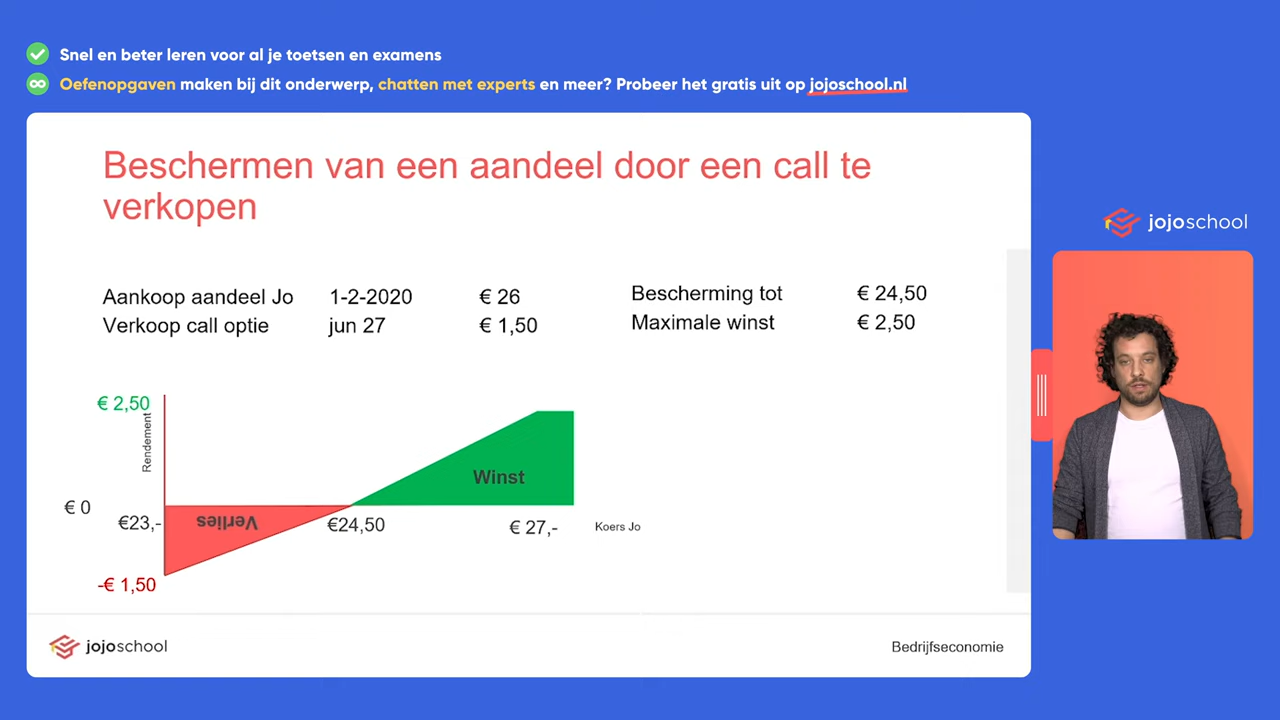 Snel en beter leren voor al je toetsen en examens
Oefenopgaven maken bij dit onderwerp, chatten met experts en meer? Probeer het gratis uit op jojoschool.nl
Beschermen van een aandeel door een call te
verkopen
jojoschool
Aankoop aandeel Jo 1-2-2020 € 26
Verkoop call optie jun 27 € 1,50
Bescherming tot € 24,50
Maximale winst € 2,50
€ 2,50
Rendement
Winst
€ 0
€23,-
Verlies
€24,50
€ 27,-
Koers Jo
-€ 1,50
jojoschool
Bedrijfseconomie